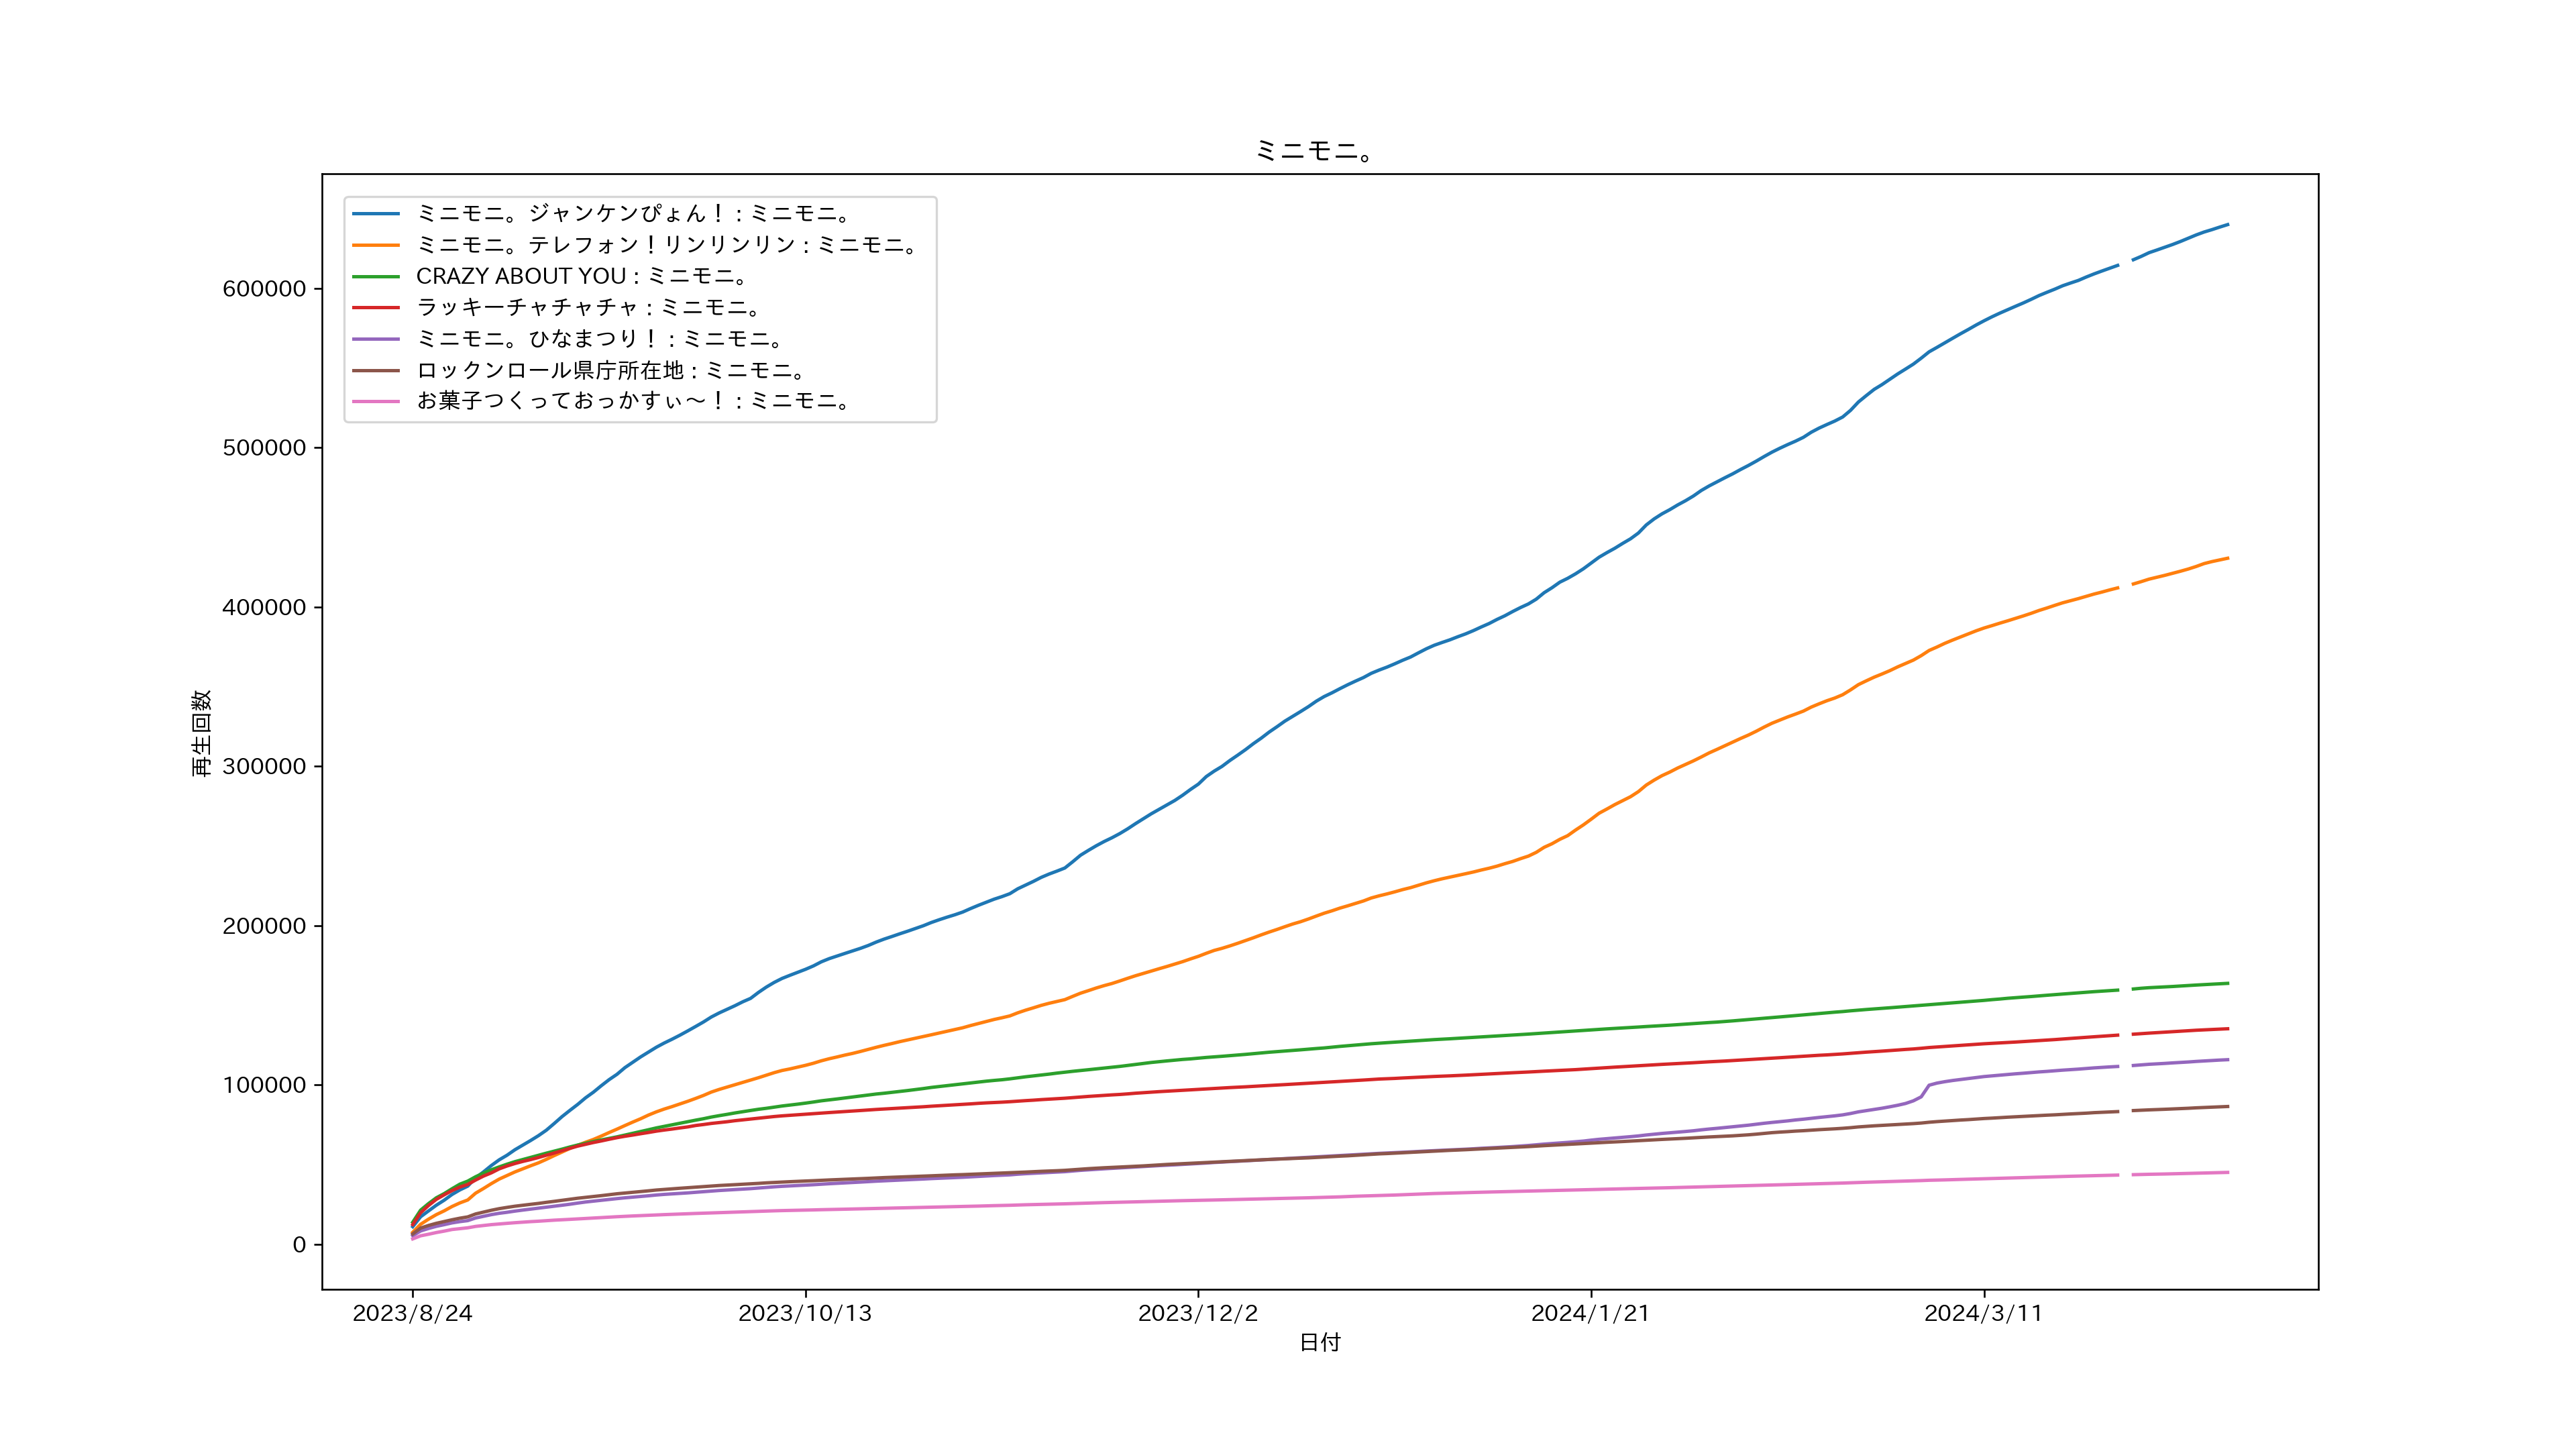 ミニモニ。
ミニモニ。ジャンケンぴょん！ : ミニモニ。
ミニモニ。テレフォン！リンリンリン : ミニモニ。
CRAZY ABOUT YOU : ミニモニ。
ラッキーチャチャチャ : ミニモニ。
ミニモニ。ひなまつり！ : ミニモニ。
ロックンロール県庁所在地 : ミニモニ。
お菓子つくっておっかすぃ〜！ : ミニモニ。
再生回数
600000
500000
400000
300000
200000
100000
0
2023/8/24
2023/10/13
2023/12/2
2024/1/21
2024/3/11
日付